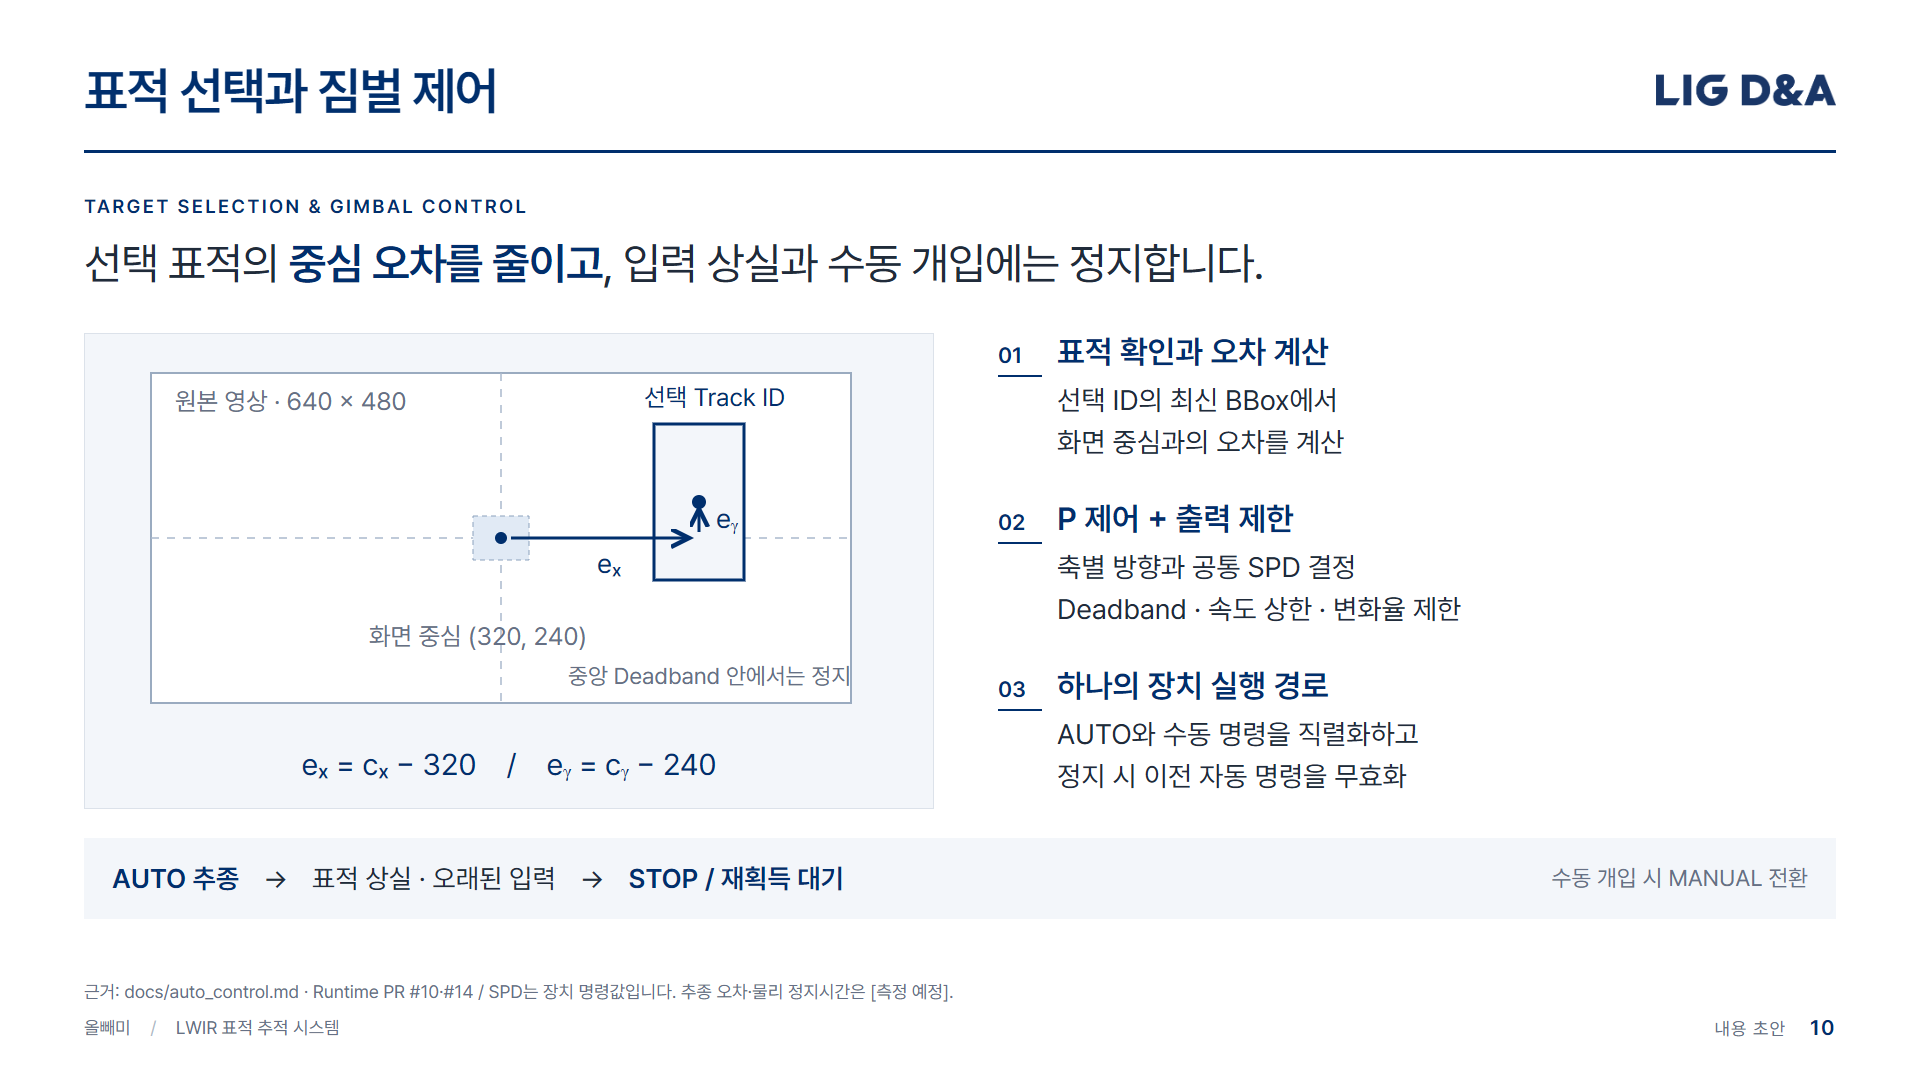 표적 선택과 짐벌 제어
LIG D&A
TARGET SELECTION & GIMBAL CONTROL
선택 표적의 중심 오차를 줄이고, 입력 상실과 수동 개입에는 정지합니다.
원본 영상 · 640 × 480
선택 Track ID
eᵧ
eₓ
화면 중심 (320, 240)
중앙 Deadband 안에서는 정지
eₓ = cₓ − 320 / eᵧ = cᵧ − 240
01 표적 확인과 오차 계산
선택 ID의 최신 BBox에서
화면 중심과의 오차를 계산
02 P 제어 + 출력 제한
축별 방향과 공통 SPD 결정
Deadband · 속도 상한 · 변화율 제한
03 하나의 장치 실행 경로
AUTO와 수동 명령을 직렬화하고
정지 시 이전 자동 명령을 무효화
AUTO 추종 → 표적 상실 · 오래된 입력 → STOP / 재획득 대기
수동 개입 시 MANUAL 전환
근거: docs/auto_control.md · Runtime PR #10·#14 / SPD는 장치 명령값입니다. 추종 오차·물리 정지시간은 [측정 예정].
올빼미 / LWIR 표적 추적 시스템
내용 초안 10